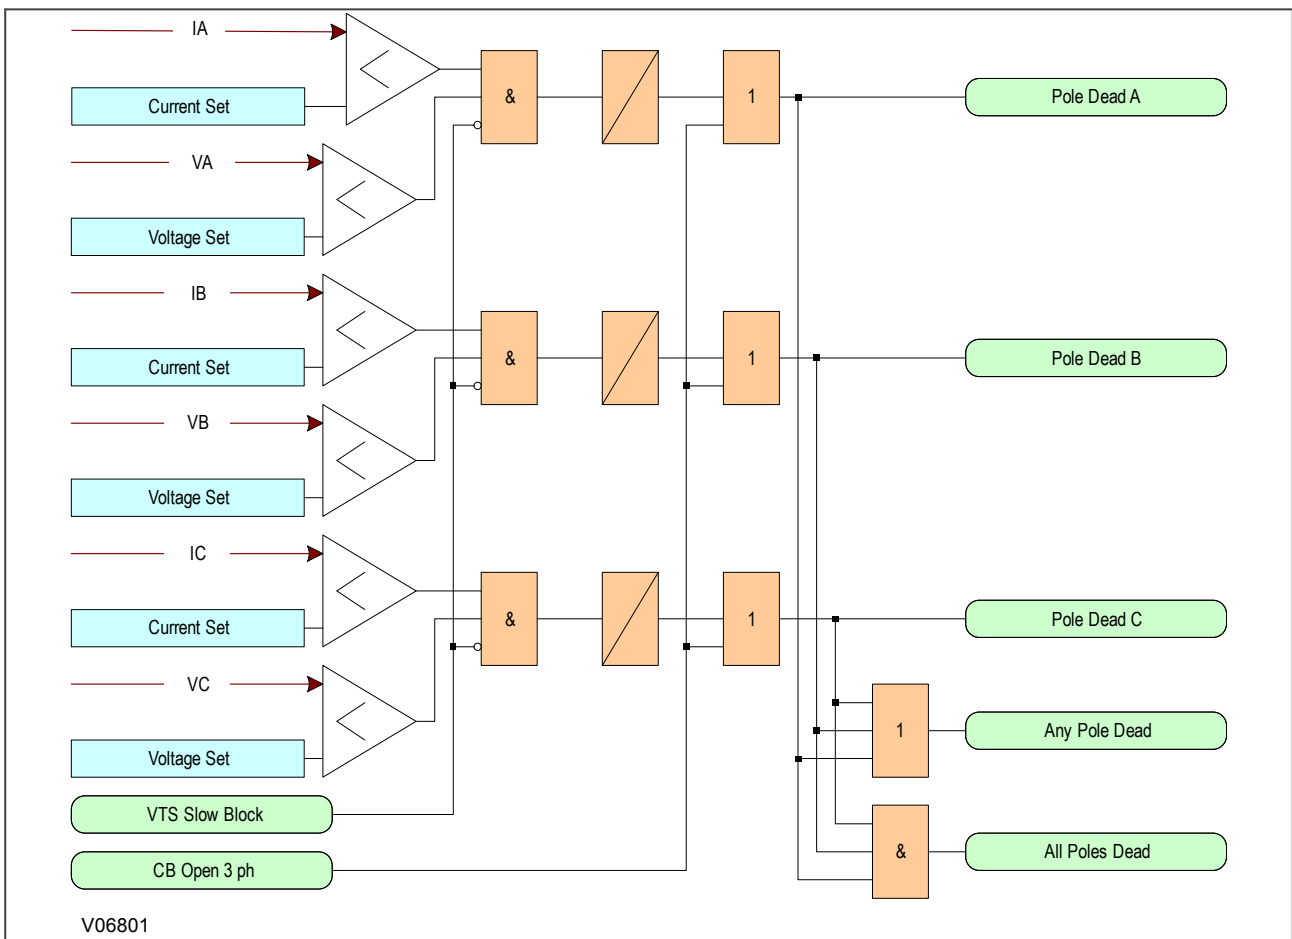 IA
Current Set
&
1
Pole Dead A
VA
Voltage Set
IB
Current Set
&
1
Pole Dead B
VB
Voltage Set
IC
Current Set
&
1
Pole Dead C
VC
Voltage Set
1
Any Pole Dead
VTS Slow Block
&
All Poles Dead
CB Open 3 ph
V06801